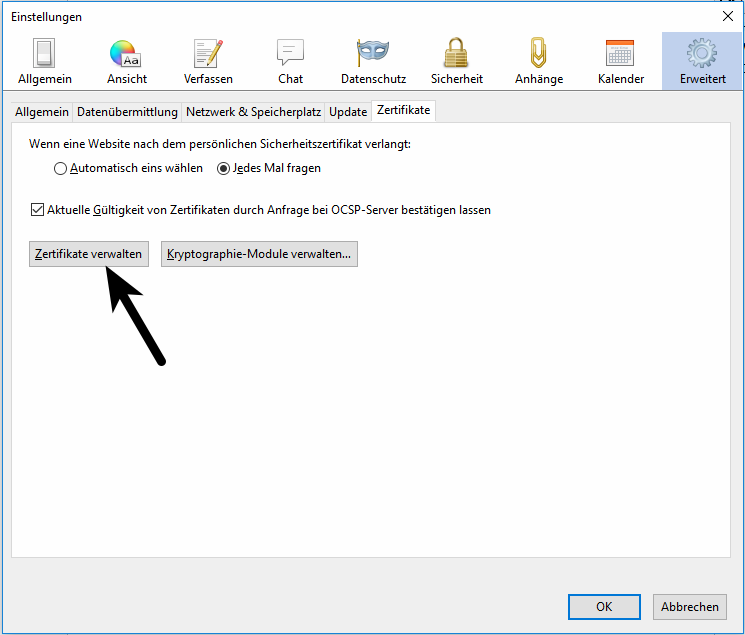 Einstellungen
Allgemein Ansicht Verfassen Chat Datenschutz Sicherheit Anhänge Kalender Erweitert
Allgemein Datenübermittlung Netzwerk & Speicherplatz Update Zertifikate
Wenn eine Website nach dem persönlichen Sicherheitszertifikat verlangt:
Automatisch eins wählen Jedes Mal fragen
Aktuelle Gültigkeit von Zertifikaten durch Anfrage bei OCSP-Server bestätigen lassen
Zertifikate verwalten Kryptographie-Module verwalten...
OK Abbrechen